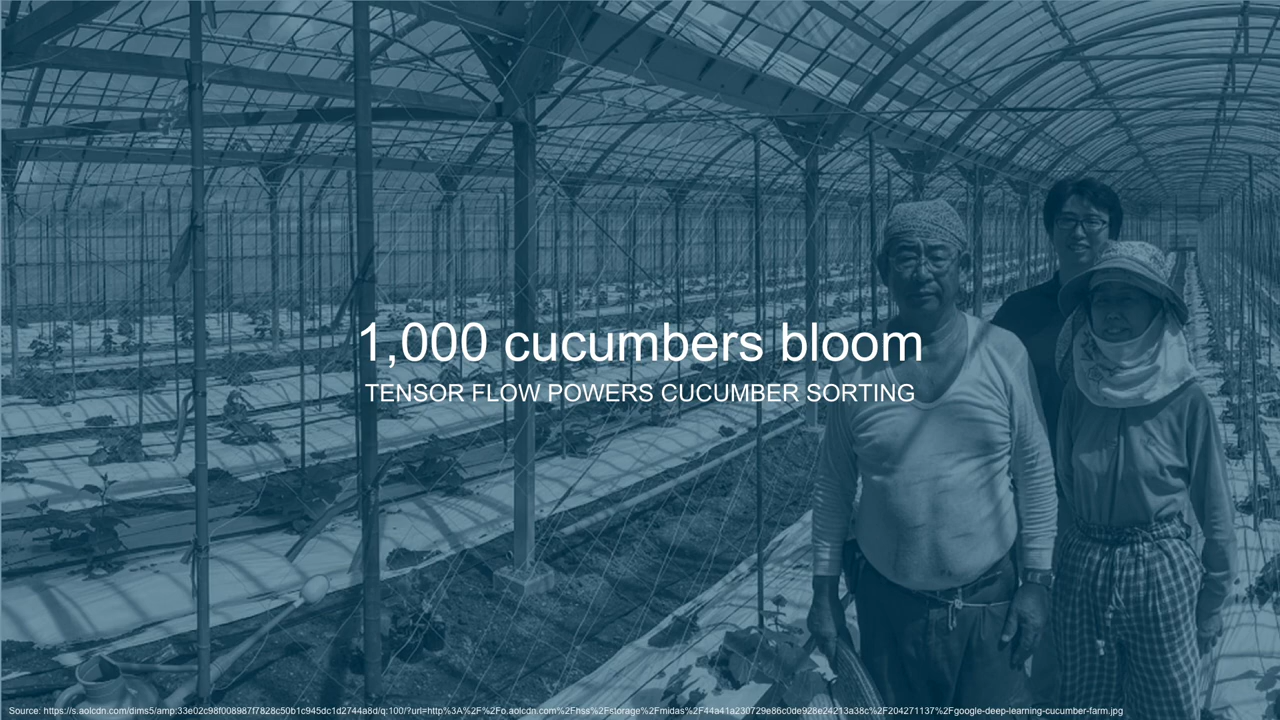 1,000 cucumbers bloom
TENSOR FLOW POWERS CUCUMBER SORTING
Source: https://s.aolcdn.com/dims5/amp:33e02c98f008987f7828c50b1c945dc1d2744a8d/q:100/?url=http%3A%2F%2Fo.aolcdn.com%2Fhss%2Fstorage%2Fmidas%2F44a41a230729e86c0de928e24213a38c%2F204271137%2Fgoogle-deep-learning-cucumber-farm.jpg